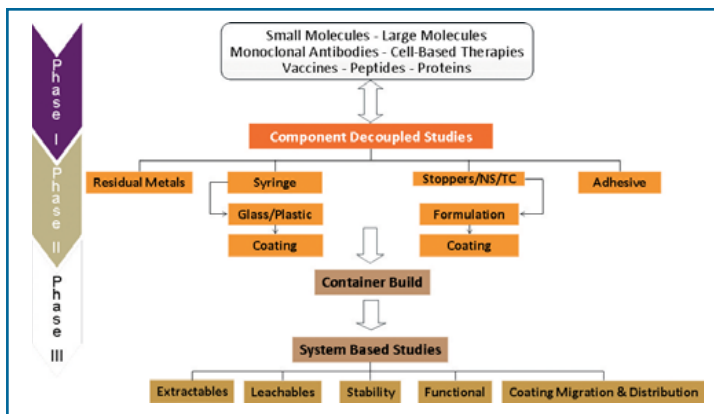 Small Molecules - Large Molecules
Monoclonal Antibodies - Cell-Based Therapies
Vaccines - Peptides - Proteins
Phase I
Component Decoupled Studies
Residual Metals
Syringe
Stoppers/NS/TC
Adhesive
Phase II
Glass/Plastic
Formulation
Coating
Coating
Container Build
Phase III
System Based Studies
Extractables
Leachables
Stability
Functional
Coating Migration & Distribution